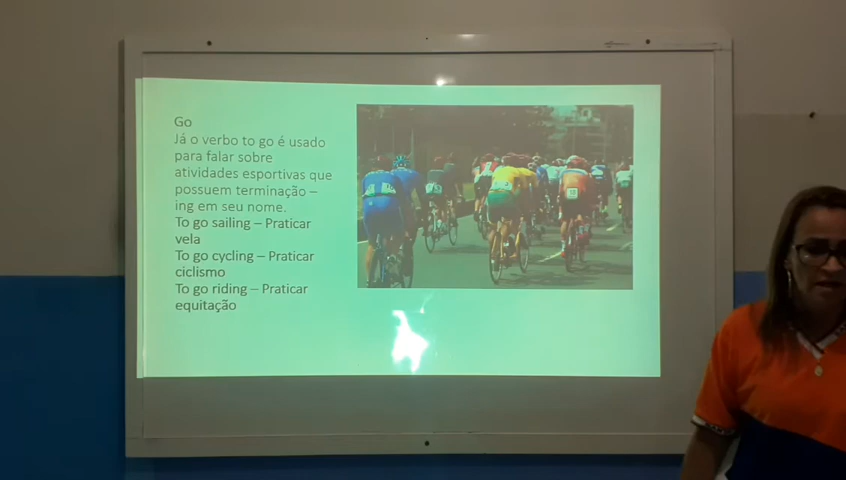 Go
Já o verbo to go é usado
para falar sobre
atividades esportivas que
possuem terminação –
ing em seu nome.
To go sailing – Praticar
vela
To go cycling – Praticar
ciclismo
To go riding – Praticar
equitação